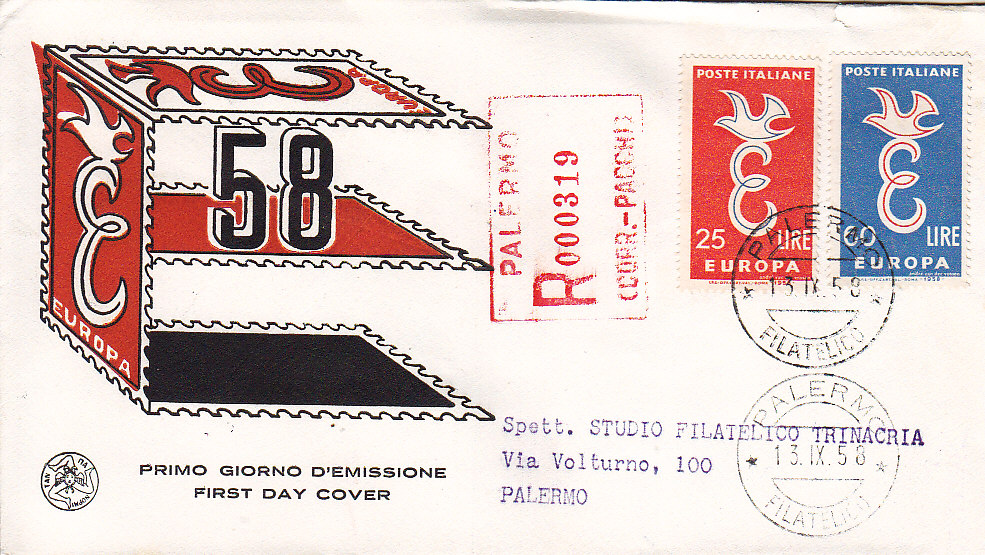 EUROPA
EUROPA
58
PRIMO GIORNO D'EMISSIONE
FIRST DAY COVER
PALERMO
R 000319
CORR.-PACCHI
POSTE ITALIANE
25 LIRE
EUROPA
POSTE ITALIANE
60 LIRE
EUROPA
1958
PALERMO
13.IX.58
FILATELICO
Spett. STUDIO FILATELICO TRINACRIA
Via Volturno, 100
PALERMO
PALERMO
13.IX.58
FILATELICO